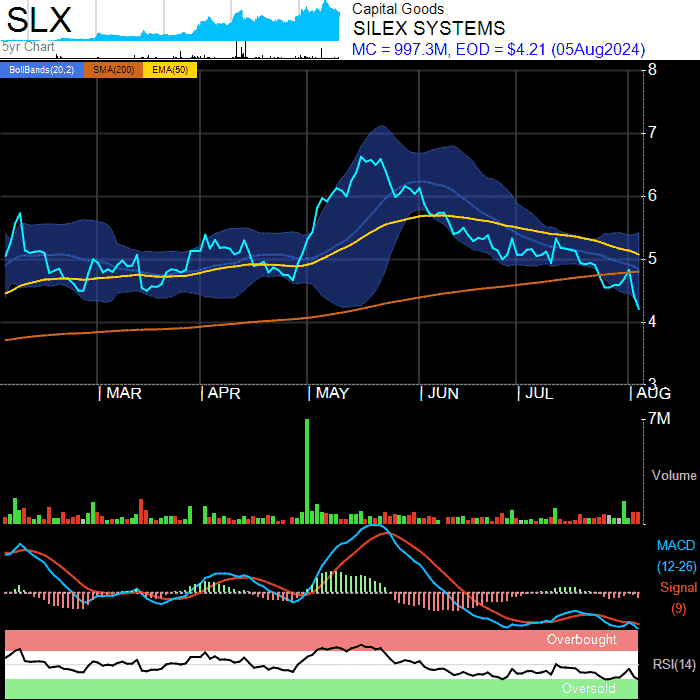 SLX
5yr Chart
Capital Goods
SILEX SYSTEMS
MC = 997.3M, EOD = $4.21 (05Aug2024)
BollBands(20,2) SMA(200) EMA(50)
8
7
6
5
4
3
MAR APR MAY JUN JUL AUG
7M
Volume
MACD
(12-26)
Signal
(9)
Overbought
RSI(14)
Oversold